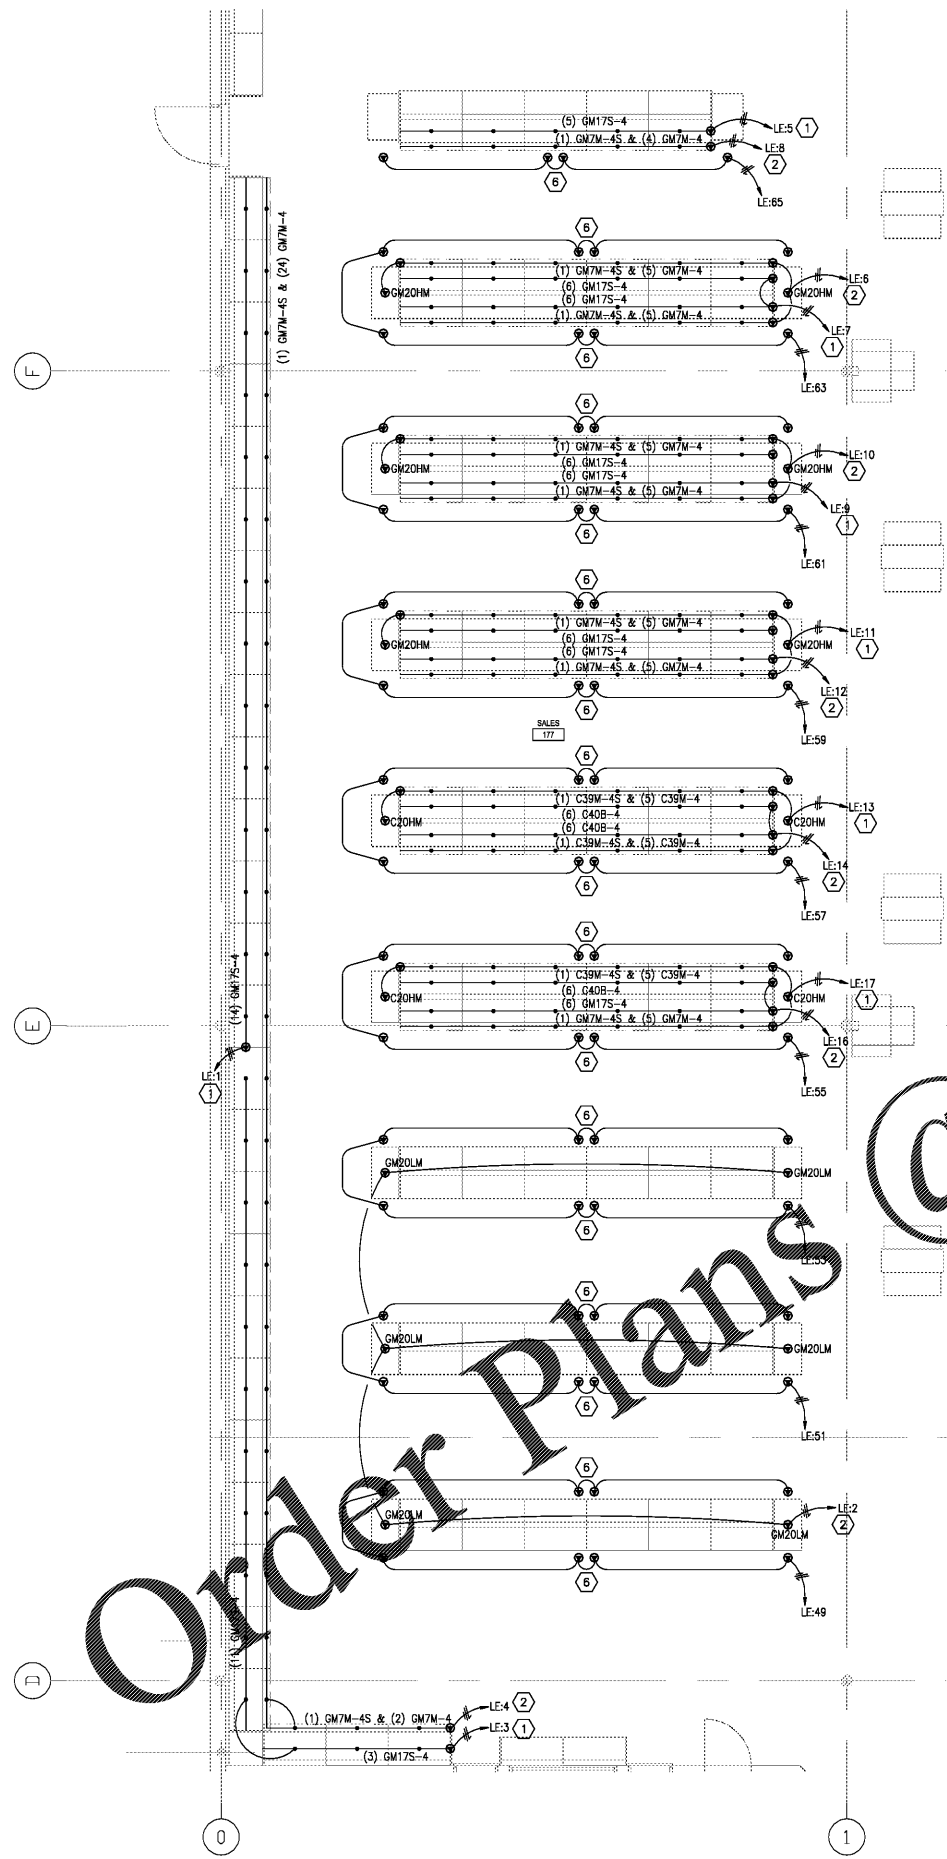 (5) GM17S-4
LE:5 1
(1) GM7M-4S & (4) GM7M-4
LE:8
2
6
LE:65
(1) GM7M-4S & (24) GM7M-4
6
(1) GM7M-4S & (5) GM7M-4
(6) GM17S-4
(6) GM17S-4
(1) GM7M-4S & (5) GM7M-4
GM20HM
GM20HM
LE:6
2
LE:7
1
6
LE:63
F
6
(1) GM7M-4S & (5) GM7M-4
(6) GM17S-4
(6) GM17S-4
(1) GM7M-4S & (5) GM7M-4
GM20HM
GM20HM
LE:10
2
LE:9
1
6
LE:61
6
(1) GM7M-4S & (5) GM7M-4
(6) GM17S-4
(6) GM17S-4
(1) GM7M-4S & (5) GM7M-4
GM20HM
GM20HM
LE:11
1
LE:12
2
6
LE:59
SALES
177
6
(1) C39M-4S & (5) C39M-4
(6) C40B-4
(6) C40B-4
(1) C39M-4S & (5) C39M-4
C20HM
C20HM
LE:13
1
LE:14
2
6
LE:57
6
(14) GM17S-4
(1) C39M-4S & (5) C39M-4
(6) C40B-4
(6) GM17S-4
(1) GM7M-4S & (5) GM7M-4
C20HM
C20HM
LE:17
1
LE:16
2
E
LE:1
1
6
LE:55
6
GM20LM
GM20LM
6
LE:53
6
GM20LM
GM20LM
6
LE:51
6
GM20LM
GM20LM
LE:2
2
6
LE:49
(11) GM17S-4
D
(1) GM7M-4S & (2) GM7M-4
LE:4 2
LE:3 1
(3) GM17S-4
0
1
Order Plans ©